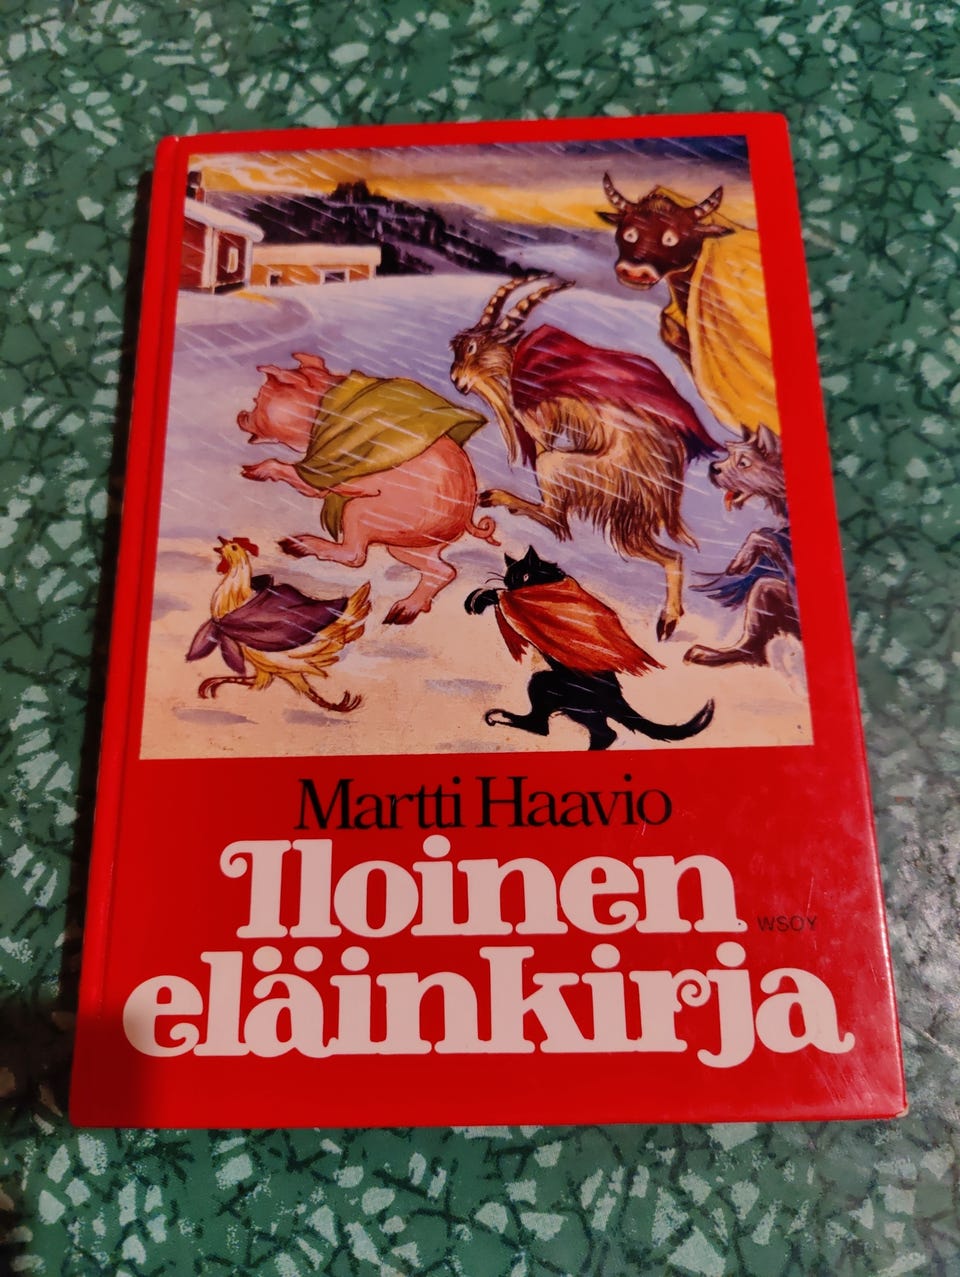 Martti Haavio
Iloinen
WSOY
eläinkirja